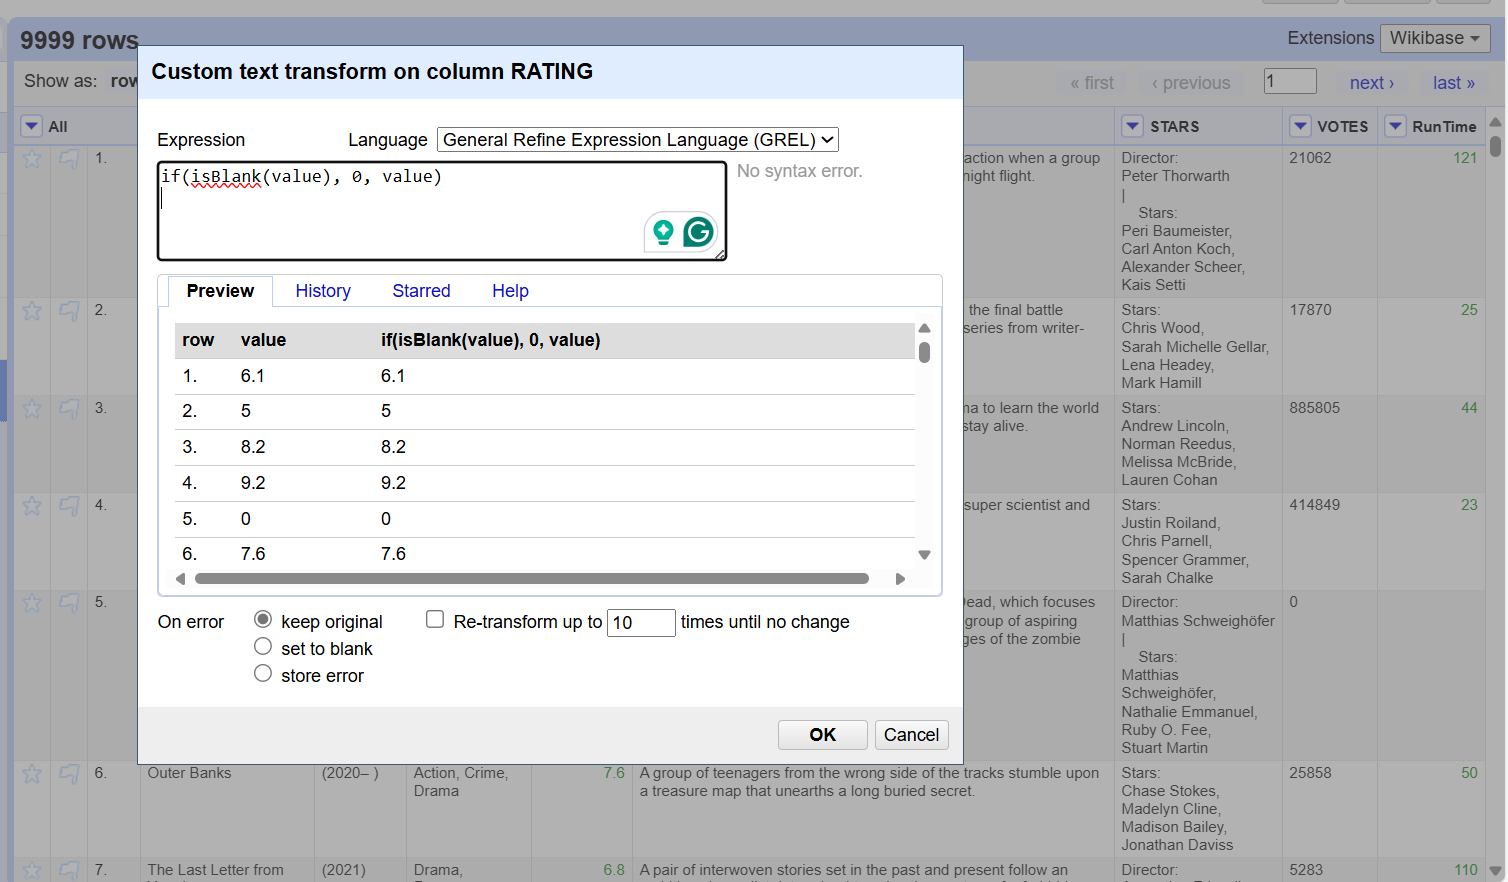 9999 rows
Extensions Wikibase
Show as: row
« first ‹ previous 1 next › last »
All STARS VOTES RunTime
Custom text transform on column RATING
Expression Language General Refine Expression Language (GREL)
if(isBlank(value), 0, value)
No syntax error.
Preview History Starred Help
row value if(isBlank(value), 0, value)
1. 6.1 6.1
2. 5 5
3. 8.2 8.2
4. 9.2 9.2
5. 0 0
6. 7.6 7.6
On error keep original Re-transform up to 10 times until no change
set to blank
store error
OK Cancel
1. action when a group Director: 21062 121
night flight. Peter Thorwarth
|
Stars:
Peri Baumeister,
Carl Anton Koch,
Alexander Scheer,
Kais Setti
2. the final battle Stars: 17870 25
series from writer- Chris Wood,
Sarah Michelle Gellar,
Lena Headey,
Mark Hamill
3. na to learn the world Stars: 885805 44
stay alive. Andrew Lincoln,
Norman Reedus,
Melissa McBride,
Lauren Cohan
4. super scientist and Stars: 414849 23
Justin Roiland,
Chris Parnell,
Spencer Grammer,
Sarah Chalke
5. Dead, which focuses Director: 0
group of aspiring Matthias Schweighöfer
ges of the zombie |
Stars:
Matthias
Schweighöfer,
Nathalie Emmanuel,
Ruby O. Fee,
Stuart Martin
6. Outer Banks (2020– ) Action, Crime, 7.6 A group of teenagers from the wrong side of the tracks stumble upon Stars: 25858 50
Drama a treasure map that unearths a long buried secret. Chase Stokes,
Madelyn Cline,
Madison Bailey,
Jonathan Daviss
7. The Last Letter from (2021) Drama, 6.8 A pair of interwoven stories set in the past and present follow an Director: 5283 110